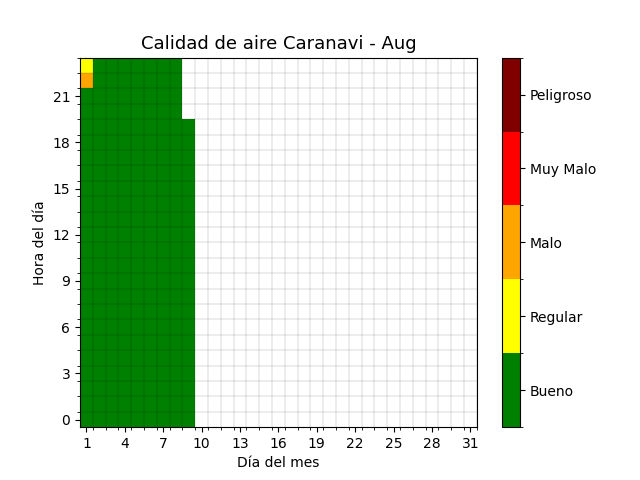 Calidad de aire Caranavi - Aug
Hora del día
21
18
15
12
9
6
3
0
1 4 7 10 13 16 19 22 25 28 31
Día del mes
Peligroso
Muy Malo
Malo
Regular
Bueno